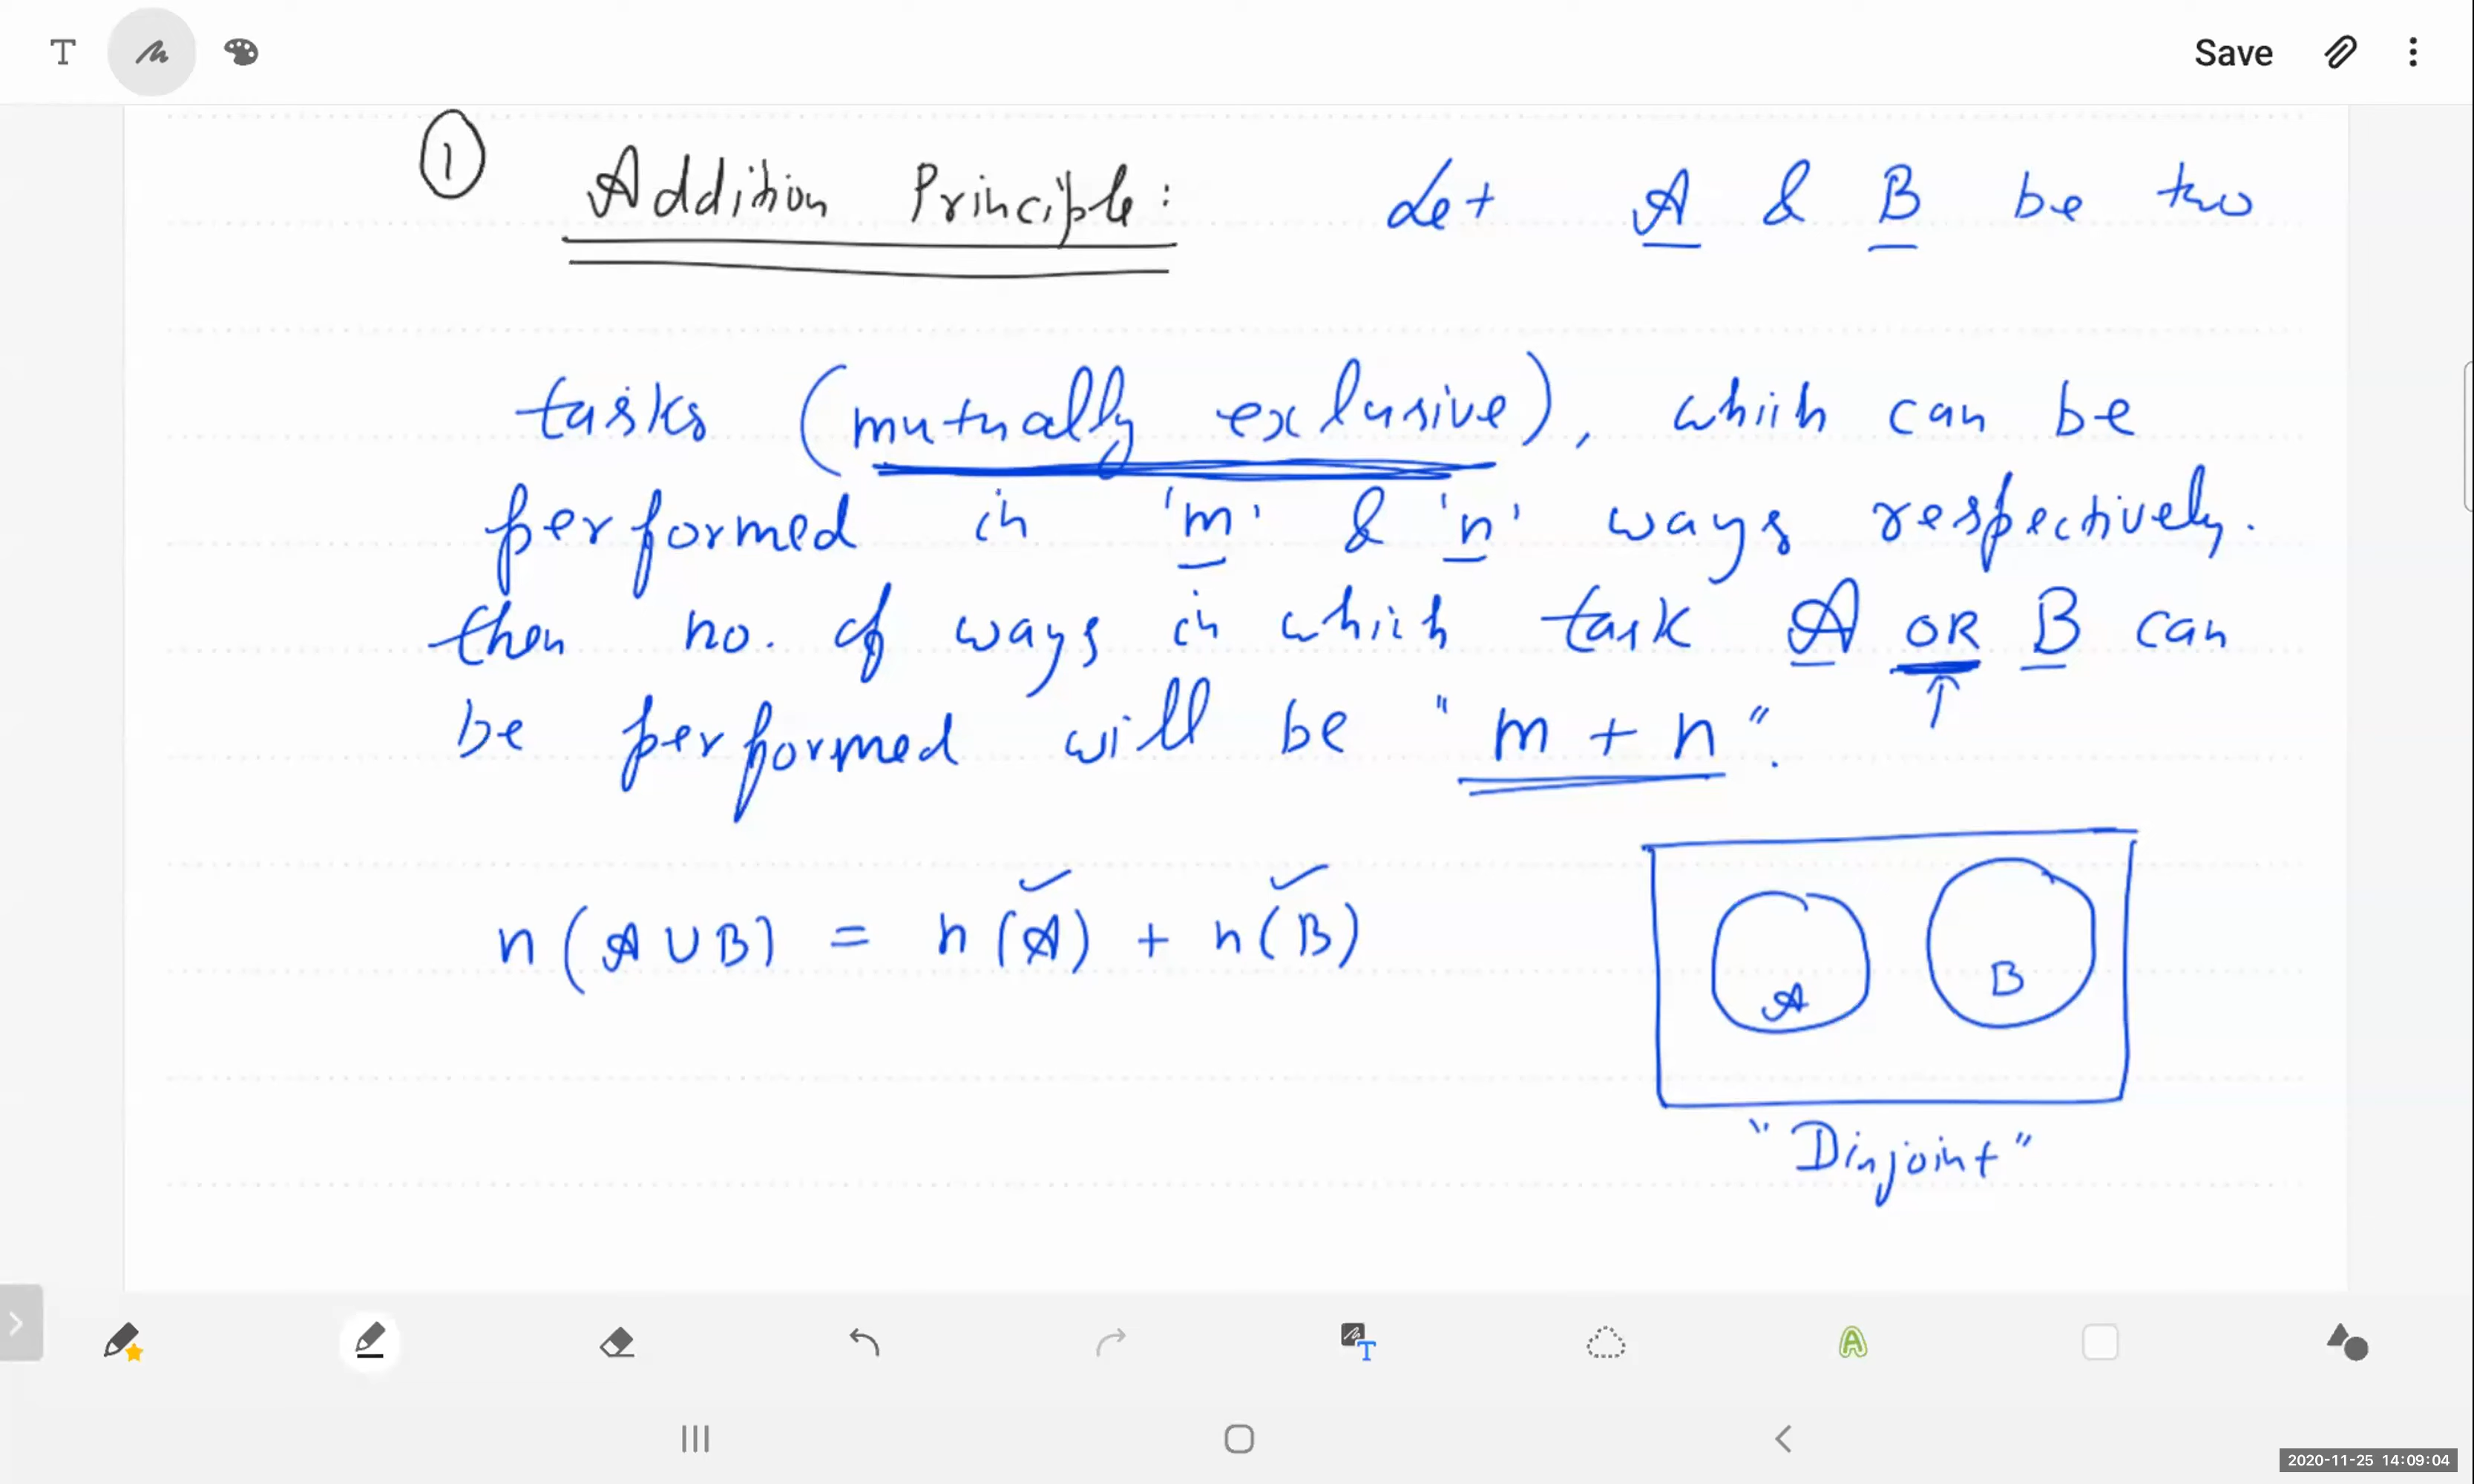 T Save
① Addition Principle: Let A & B be two
tasks (mutually exclusive), which can be
performed in 'm' & 'n' ways respectively.
then no. of ways in which task A OR B can
be performed will be "m + n".
n(A∪B) = n(A) + n(B)
A B
"Disjoint"
T A
2020-11-25 14:09:04